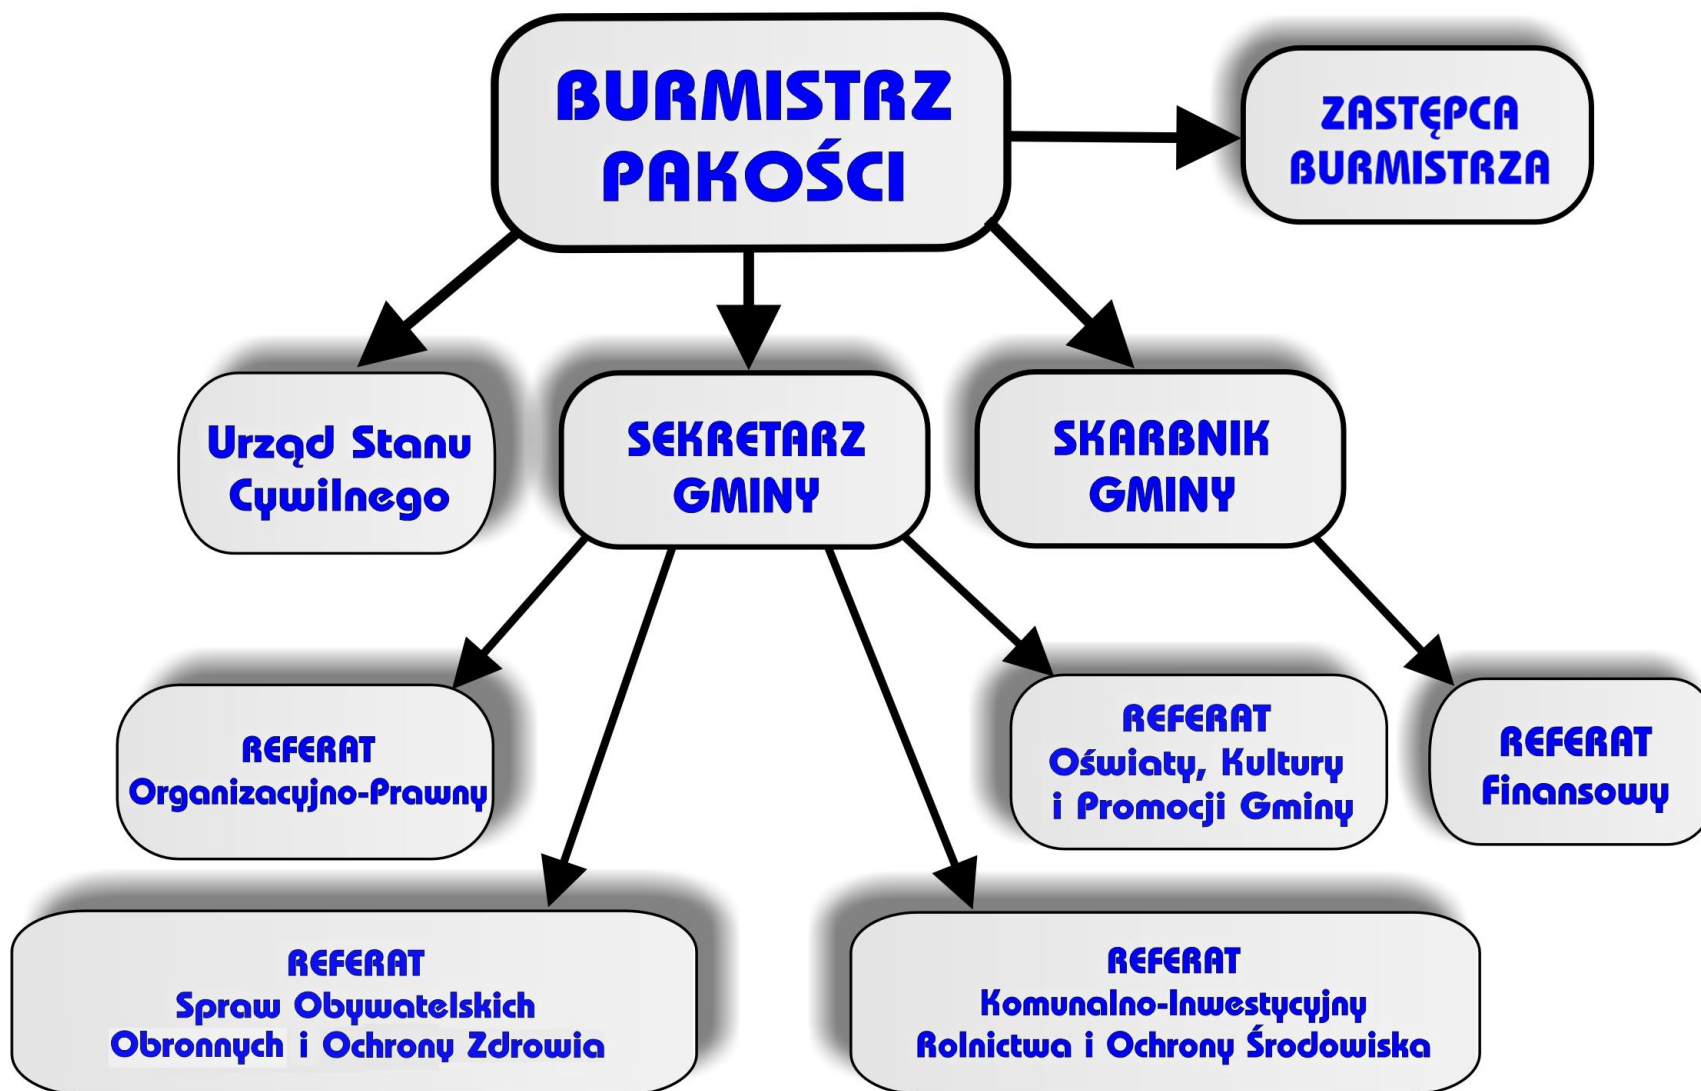 BURMISTRZ
PAKOŚCI
ZASTĘPCA
BURMISTRZA
Urząd Stanu
Cywilnego
SEKRETARZ
GMINY
SKARBNIK
GMINY
REFERAT
Organizacyjno-Prawny
REFERAT
Oświaty, Kultury
i Promocji Gminy
REFERAT
Finansowy
REFERAT
Spraw Obywatelskich
Obronnych i Ochrony Zdrowia
REFERAT
Komunalno-Inwestycyjny
Rolnictwa i Ochrony Środowiska